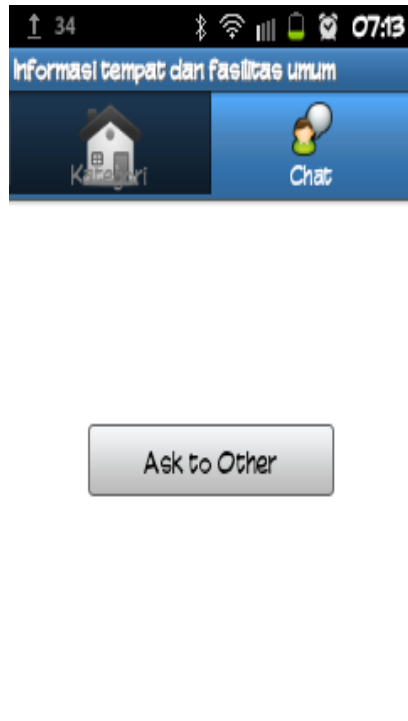 34 07:13
Informasi tempat dan fasilitas umum
Kategori
Chat
Ask to Other